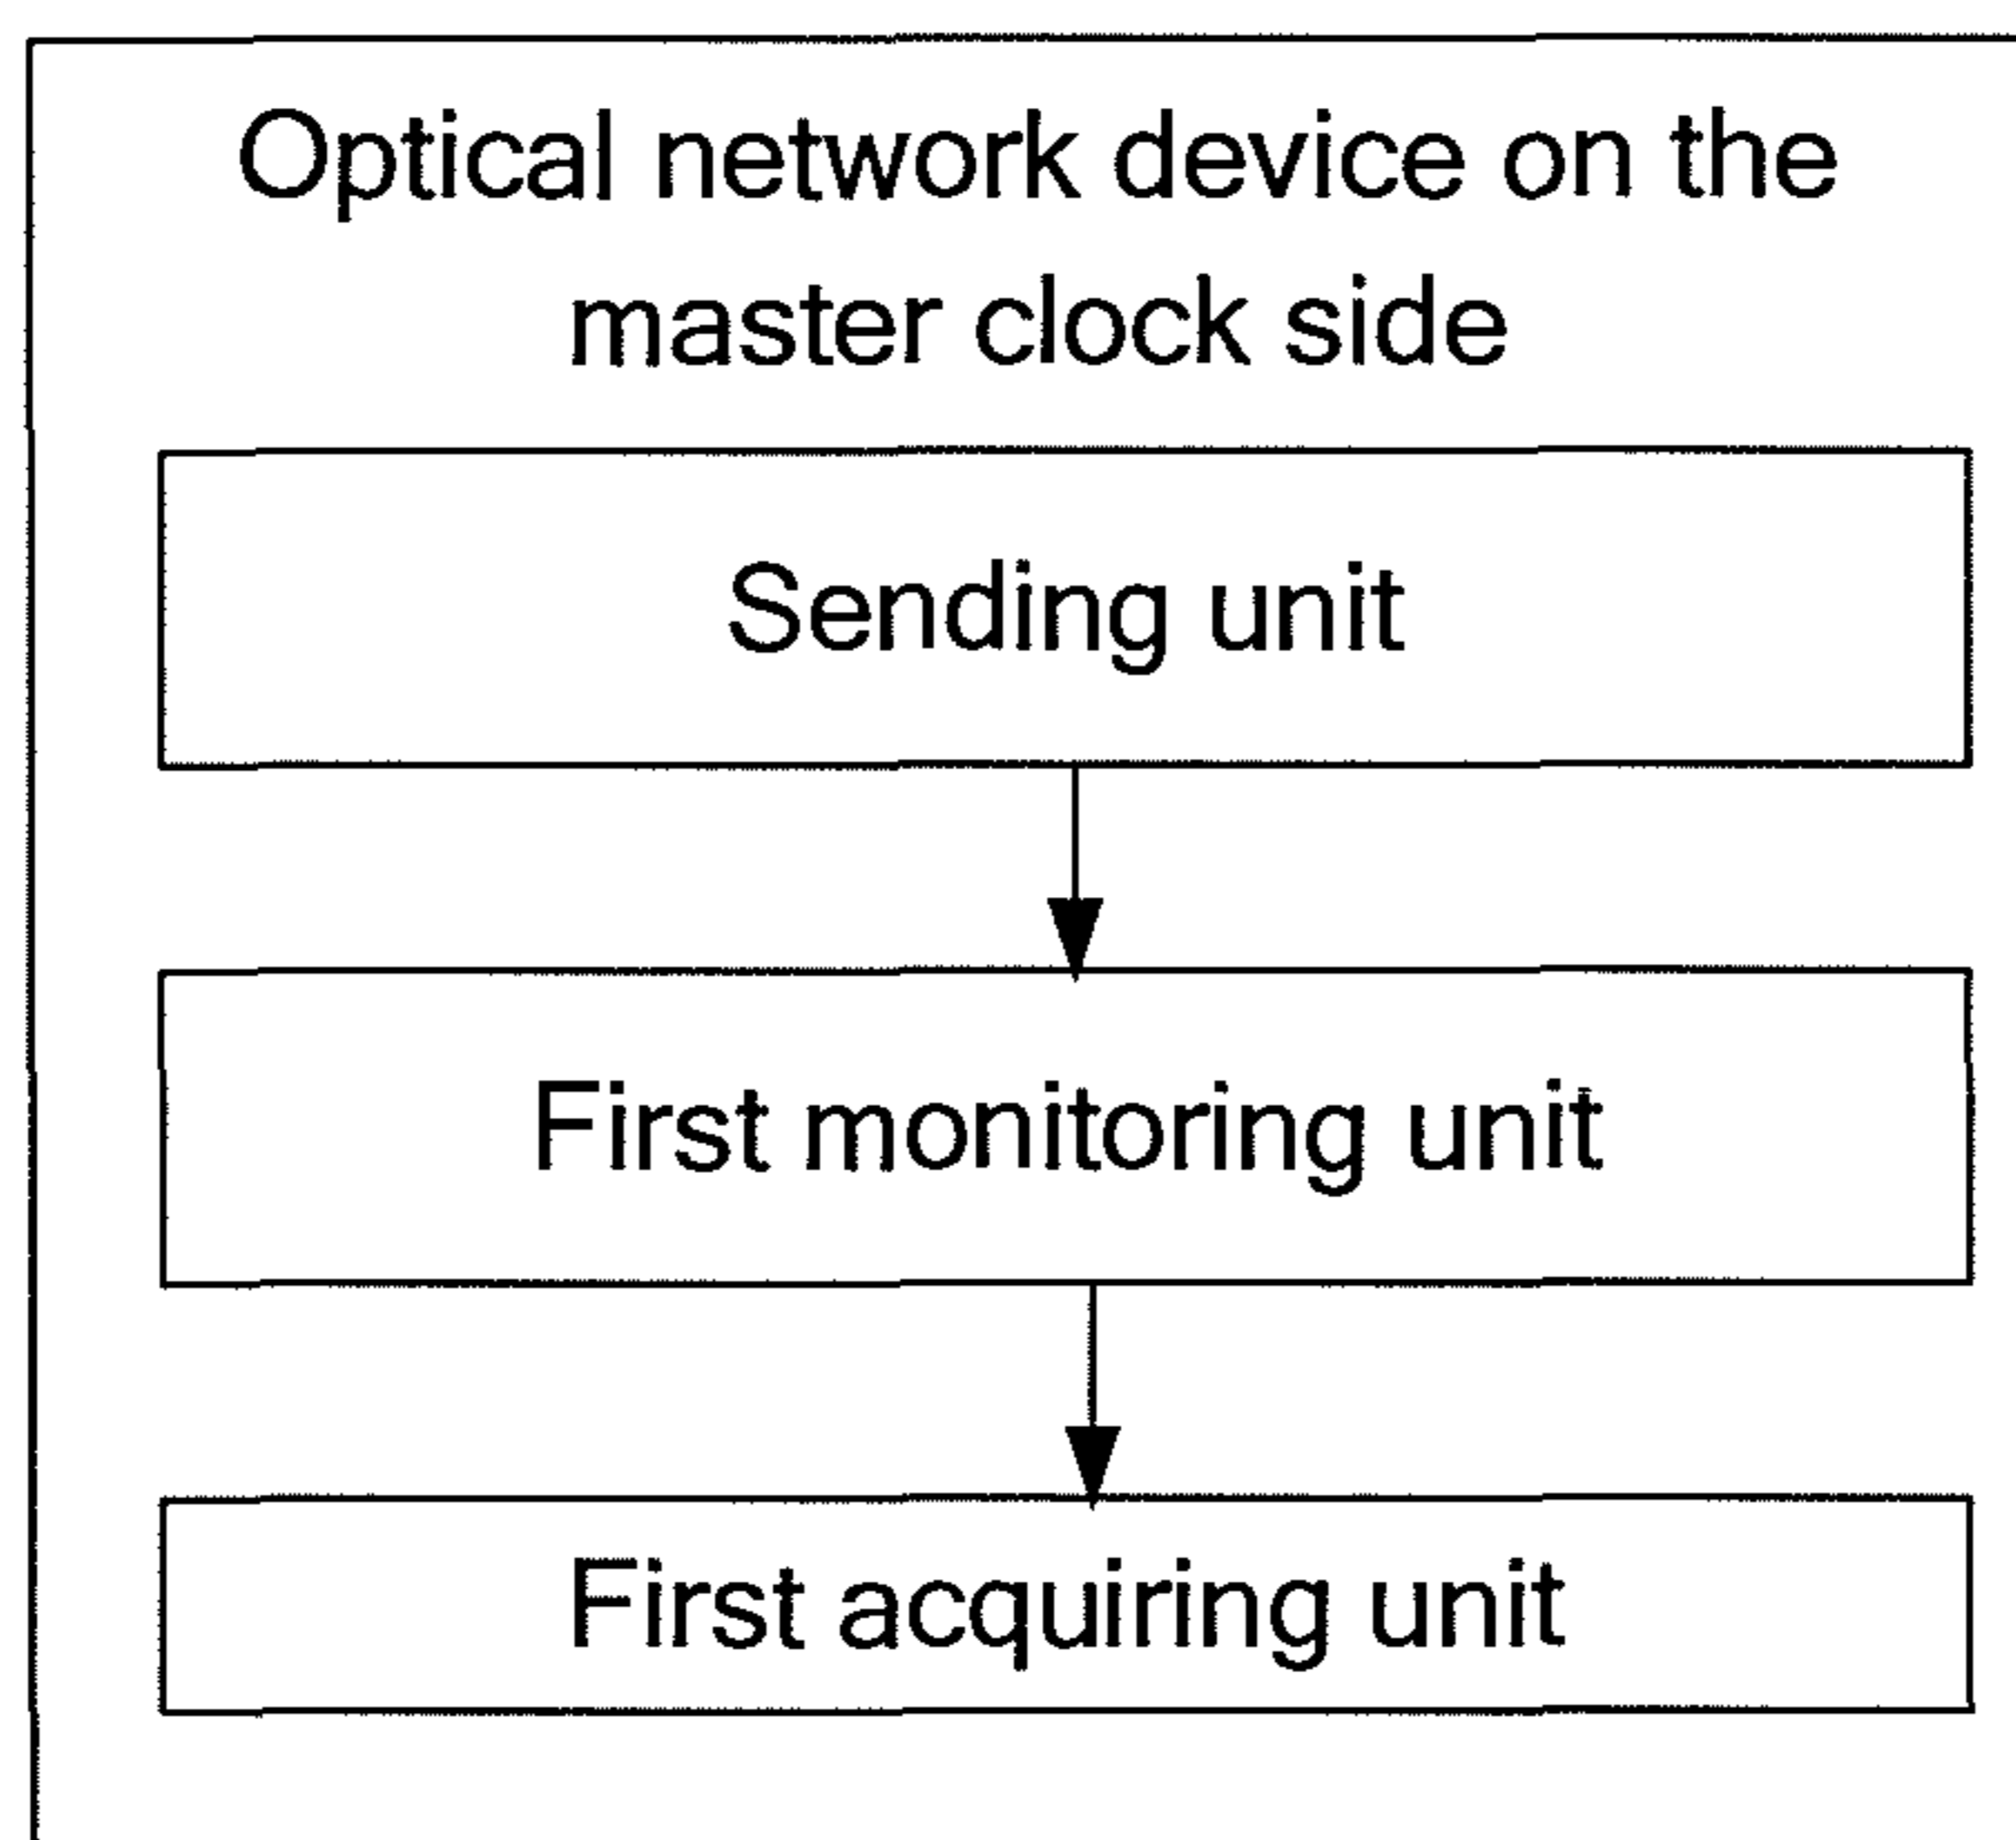 Optical network device on the
master clock side
Sending unit
First monitoring unit
First acquiring unit